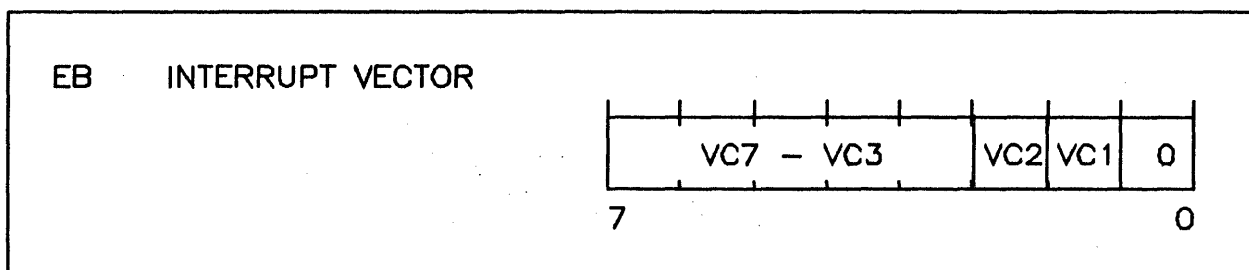 EB INTERRUPT VECTOR
VC7 – VC3 VC2 VC1 0
7 0